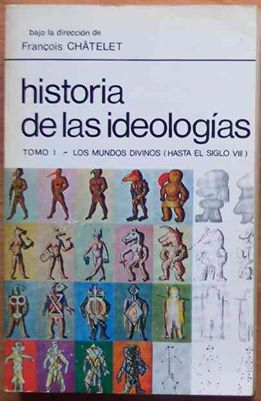 bajo la dirección de
François CHÂTELET
historia
de las ideologías
TOMO I .- LOS MUNDOS DIVINOS (HASTA EL SIGLO VIII)